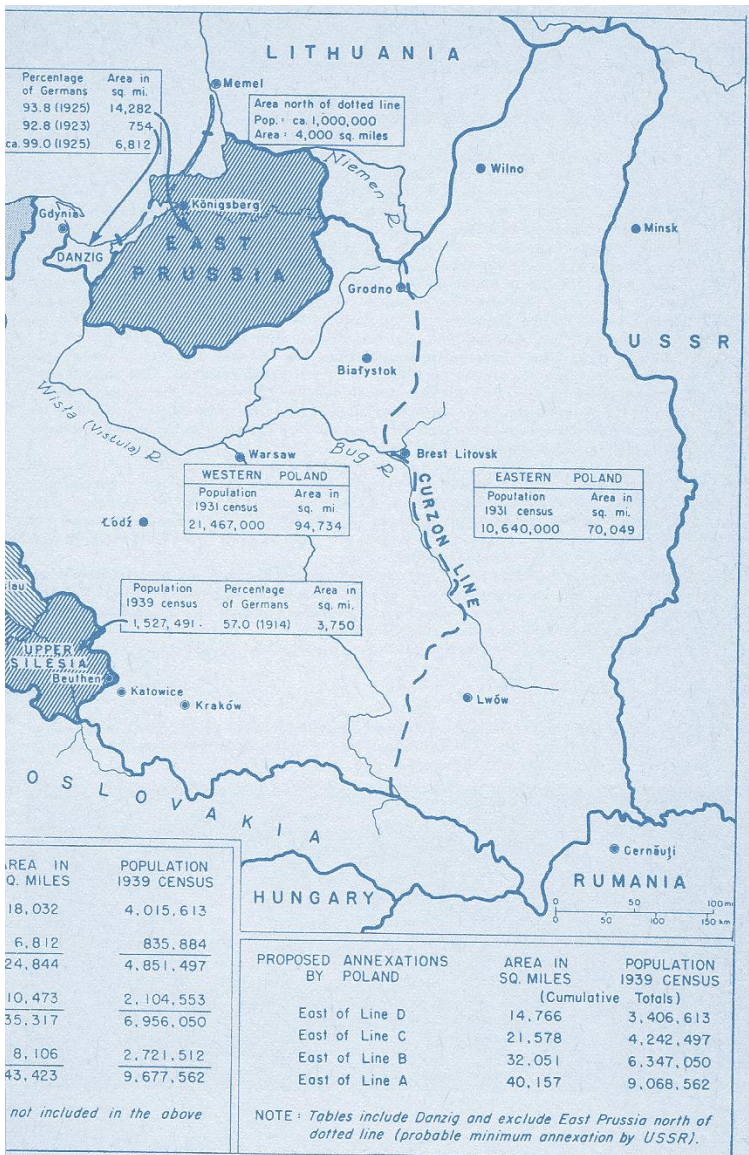 LITHUANIA
Percentage
of Germans
Area in
sq. mi.
93.8 (1925) 14,282
92.8 (1923) 754
ca. 99.0 (1925) 6,812
Memel
Area north of dotted line
Pop.: ca. 1,000,000
Area: 4,000 sq. miles
Niemen R
Wilno
Königsberg
Gdynia
Minsk
DANZIG
EAST
PRUSSIA
Grodno
USSR
Białystok
Wisła (Vistula) R
Warsaw
Bug R
Brest Litovsk
WESTERN POLAND
Population
1931 census
Area in
sq. mi
21,467,000 94,734
EASTERN POLAND
Population
1931 census
Area in
sq. mi.
10,640,000 70,049
CURZON LINE
Łódź
Population
1939 census
Percentage
of Germans
Area in
sq. mi.
1,527,491. 57.0 (1914) 3,750
slau
UPPER
SILESIA
Beuthen
Katowice
Kraków
Lwów
OSLOVAKIA
Cernăuți
HUNGARY
RUMANIA
0 50 100 mi
0 50 100 150 km
AREA IN
Q. MILES
POPULATION
1939 CENSUS
18,032 4,015,613
6,812 835,884
24,844 4,851,497
10,473 2,104,553
35,317 6,956,050
8,106 2,721,512
43,423 9,677,562
not included in the above
PROPOSED ANNEXATIONS
BY POLAND
AREA IN
SQ. MILES
POPULATION
1939 CENSUS
(Cumulative Totals)
East of Line D 14,766 3,406,613
East of Line C 21,578 4,242,497
East of Line B 32,051 6,347,050
East of Line A 40,157 9,068,562
NOTE: Tables include Danzig and exclude East Prussia north of
dotted line (probable minimum annexation by USSR).